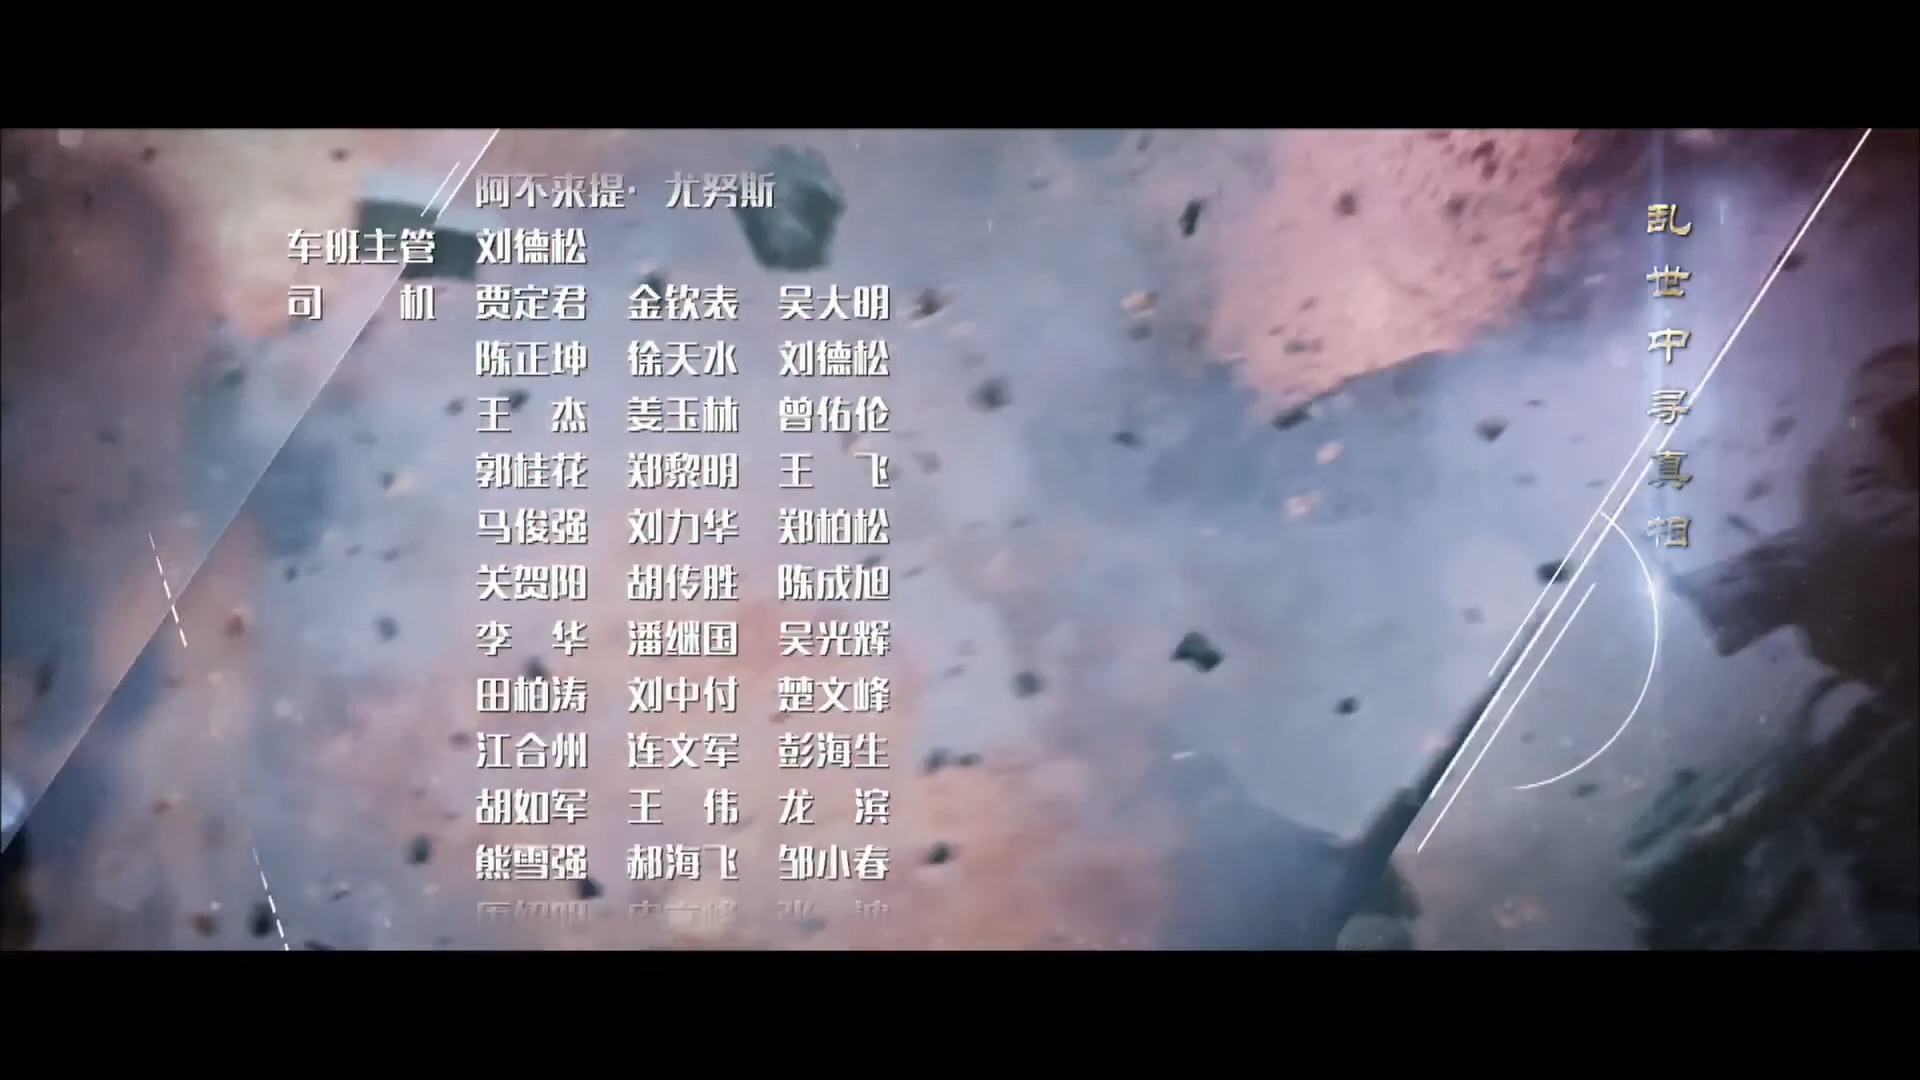 阿不来提· 尤努斯
车班主管 刘德松
司 机 贾定君 金钦表 吴大明
陈正坤 徐天水 刘德松
王 杰 姜玉林 曾佑伦
郭桂花 郑黎明 王 飞
马俊强 刘力华 郑柏松
关贺阳 胡传胜 陈成旭
李 华 潘继国 吴光辉
田柏涛 刘中付 楚文峰
江合州 连文军 彭海生
胡如军 王 伟 龙 滨
熊雪强 郝海飞 邹小春
乱世中寻真相